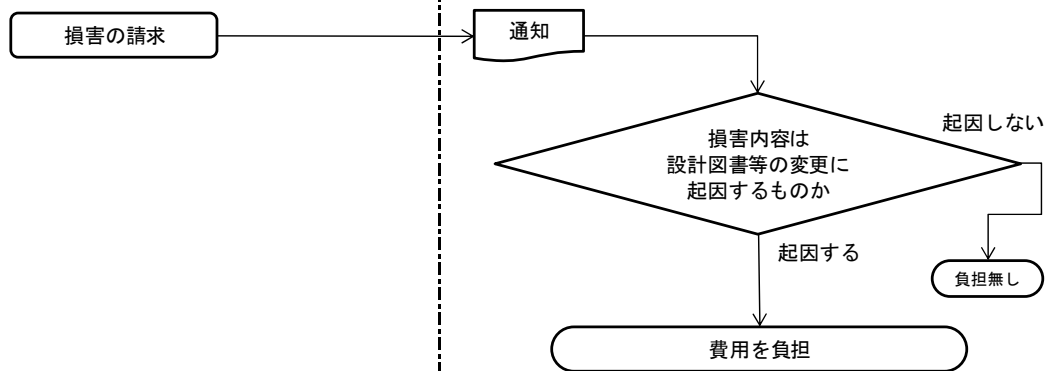 損害の請求
通知
起因しない
損害内容は
設計図書等の変更に
起因するものか
起因する
負担無し
費用を負担